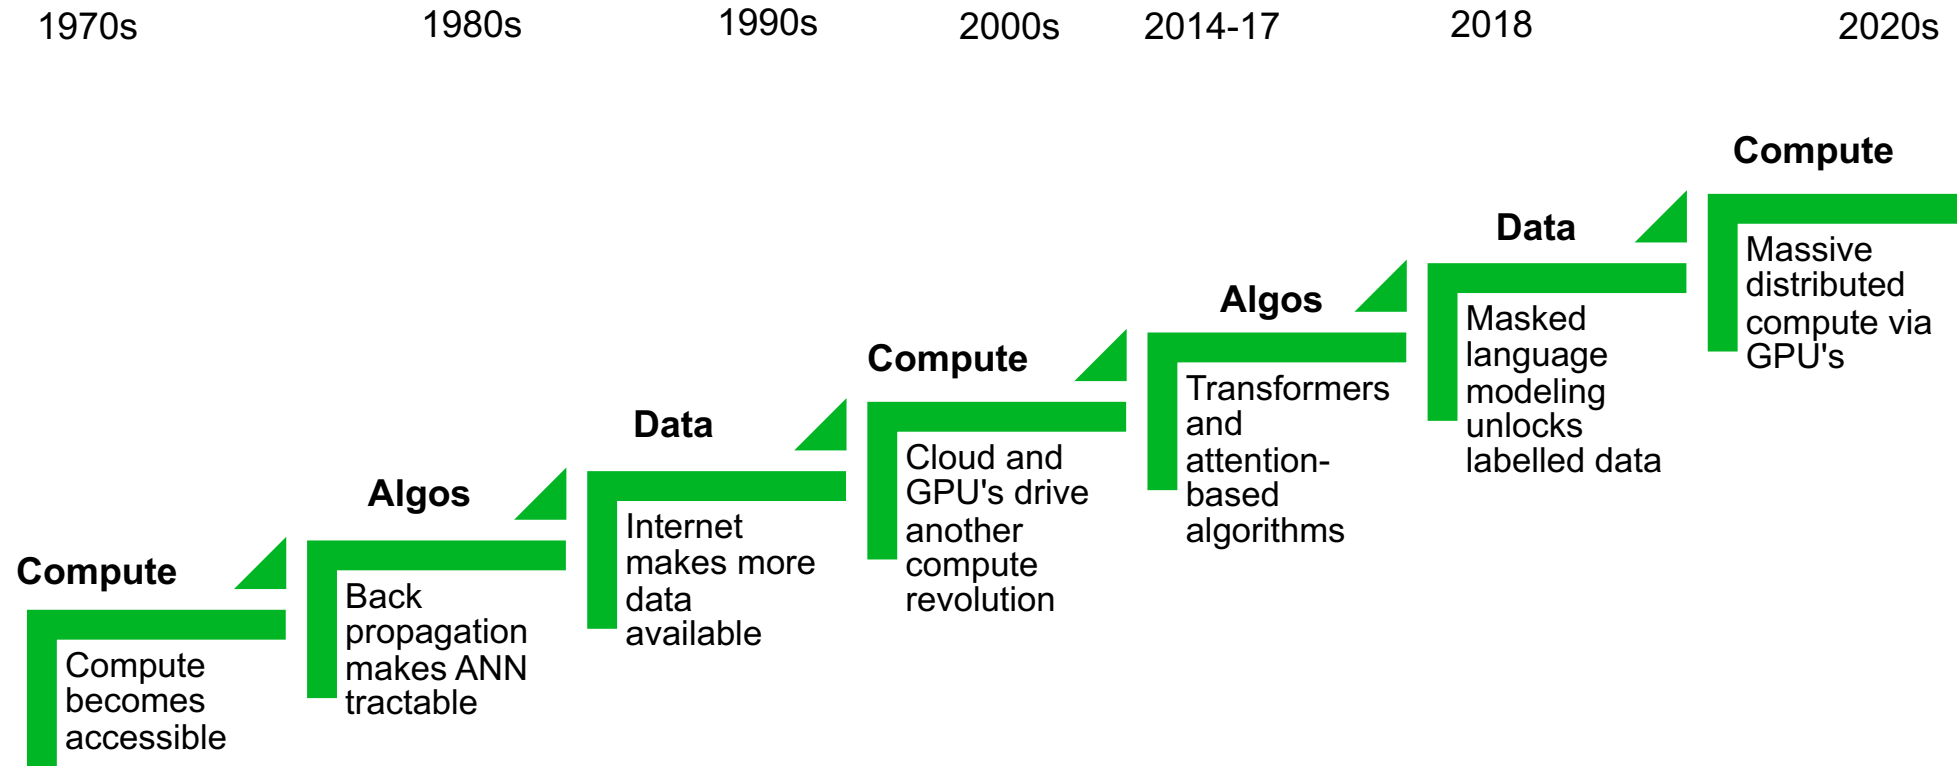 1970s
1980s
1990s
2000s
2014-17
2018
2020s
Compute
Compute
becomes
accessible
Algos
Back
propagation
makes ANN
tractable
Data
Internet
makes more
data
available
Compute
Cloud and
GPU's drive
another
compute
revolution
Algos
Transformers
and
attention-
based
algorithms
Data
Masked
language
modeling
unlocks
labelled data
Compute
Massive
distributed
compute via
GPU's